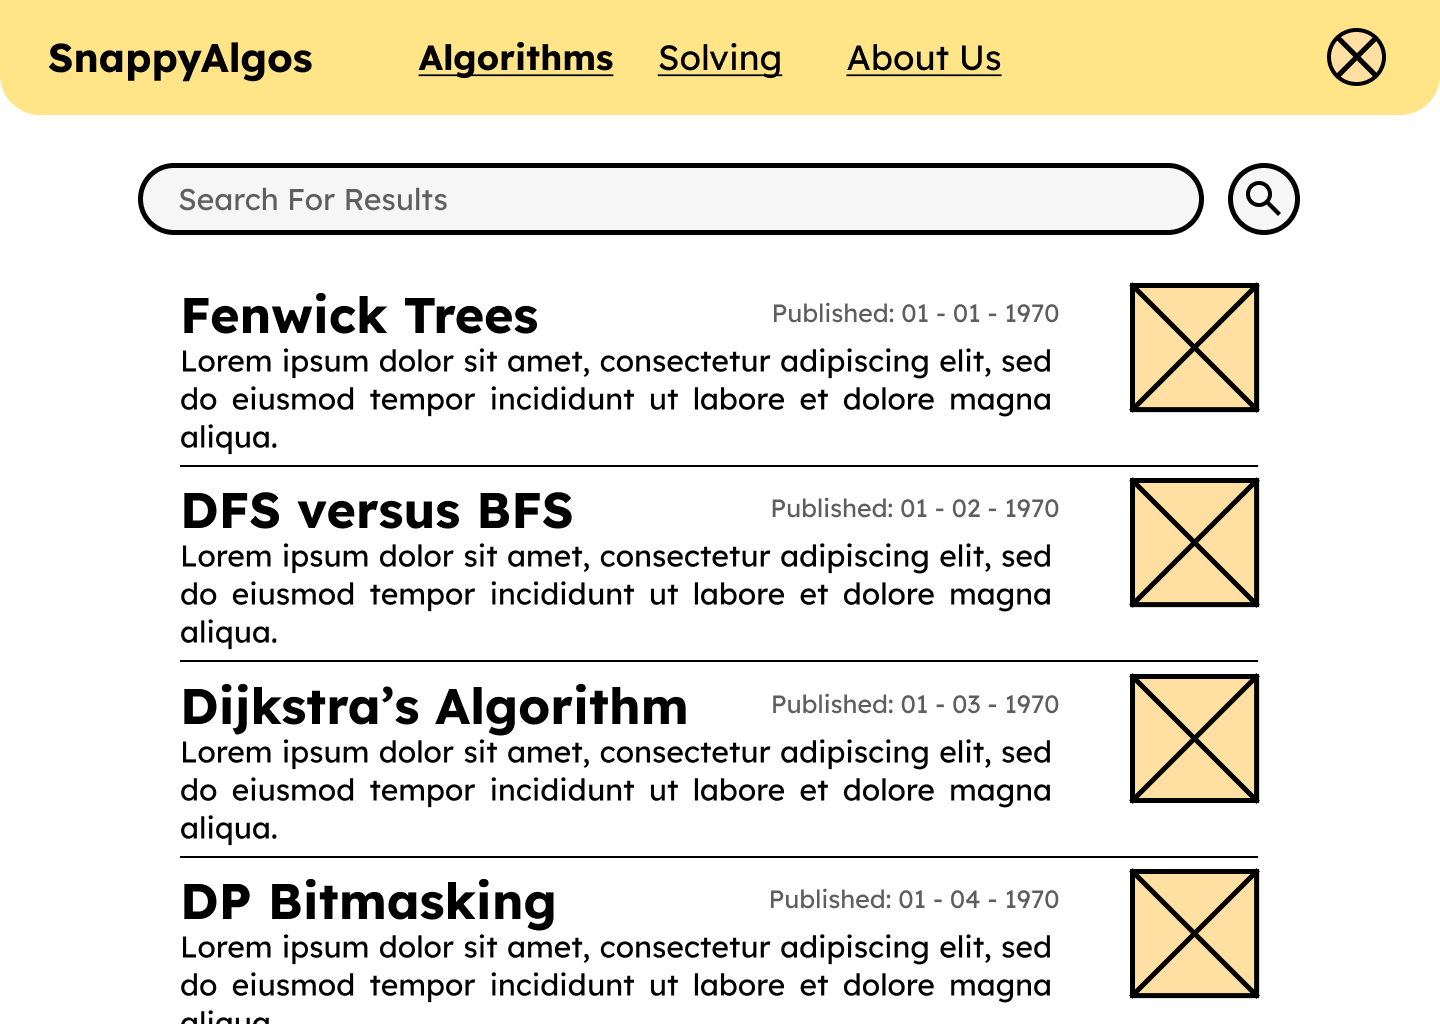 SnappyAlgos Algorithms Solving About Us
Search For Results
Fenwick Trees Published: 01 - 01 - 1970
Lorem ipsum dolor sit amet, consectetur adipiscing elit, sed
do eiusmod tempor incididunt ut labore et dolore magna
aliqua.
DFS versus BFS Published: 01 - 02 - 1970
Lorem ipsum dolor sit amet, consectetur adipiscing elit, sed
do eiusmod tempor incididunt ut labore et dolore magna
aliqua.
Dijkstra’s Algorithm Published: 01 - 03 - 1970
Lorem ipsum dolor sit amet, consectetur adipiscing elit, sed
do eiusmod tempor incididunt ut labore et dolore magna
aliqua.
DP Bitmasking Published: 01 - 04 - 1970
Lorem ipsum dolor sit amet, consectetur adipiscing elit, sed
do eiusmod tempor incididunt ut labore et dolore magna
aliqua.